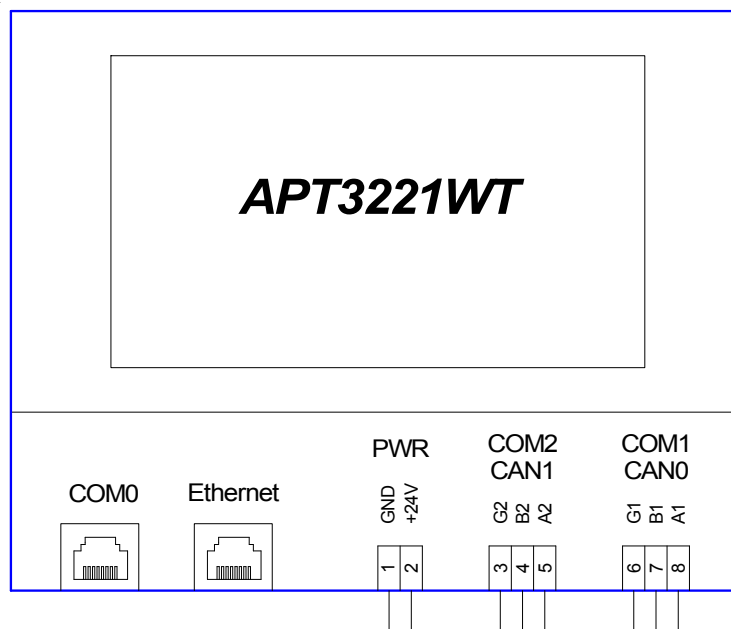 APT3221WT
PWR
COM2
CAN1
COM1
CAN0
COM0
Ethernet
GND
+24V
G2
B2
A2
G1
B1
A1
1
2
3
4
5
6
7
8